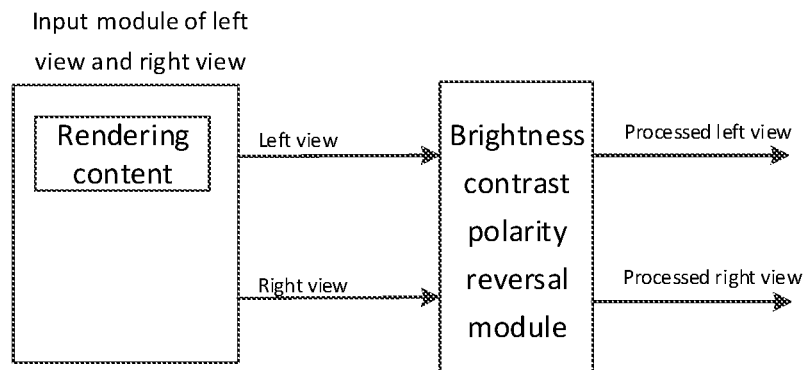 Input module of left
view and right view
Rendering
content
Left view
Right view
Brightness
contrast
polarity
reversal
module
Processed left view
Processed right view